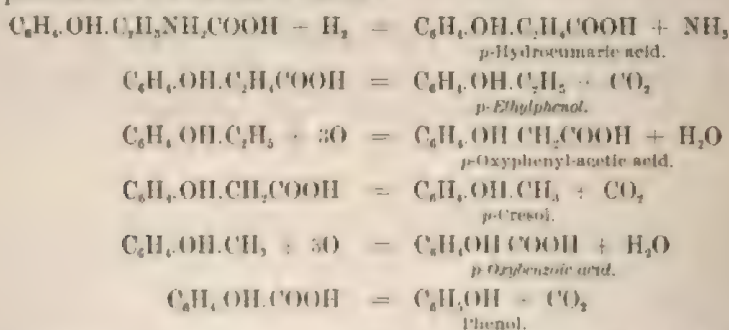 C₆H₄.OH.C₂H₃NH₂COOH + H₂ = C₆H₄.OH.C₂H₄COOH + NH₃
p-Hydrocumaric acid.
C₆H₄.OH.C₂H₄COOH = C₆H₄.OH.C₂H₅ + CO₂
p-Ethylphenol.
C₆H₄ OH.C₂H₅ + 3O = C₆H₄.OH CH₂COOH + H₂O
p-Oxyphenyl-acetic acid.
C₆H₄.OH.CH₂COOH = C₆H₄.OH.CH₃ + CO₂
p-Cresol.
C₆H₄.OH.CH₃ + 3O = C₆H₄OH COOH + H₂O
p-Oxybenzoic acid.
C₆H₄ OH.COOH = C₆H₅OH + CO₂
Phenol.